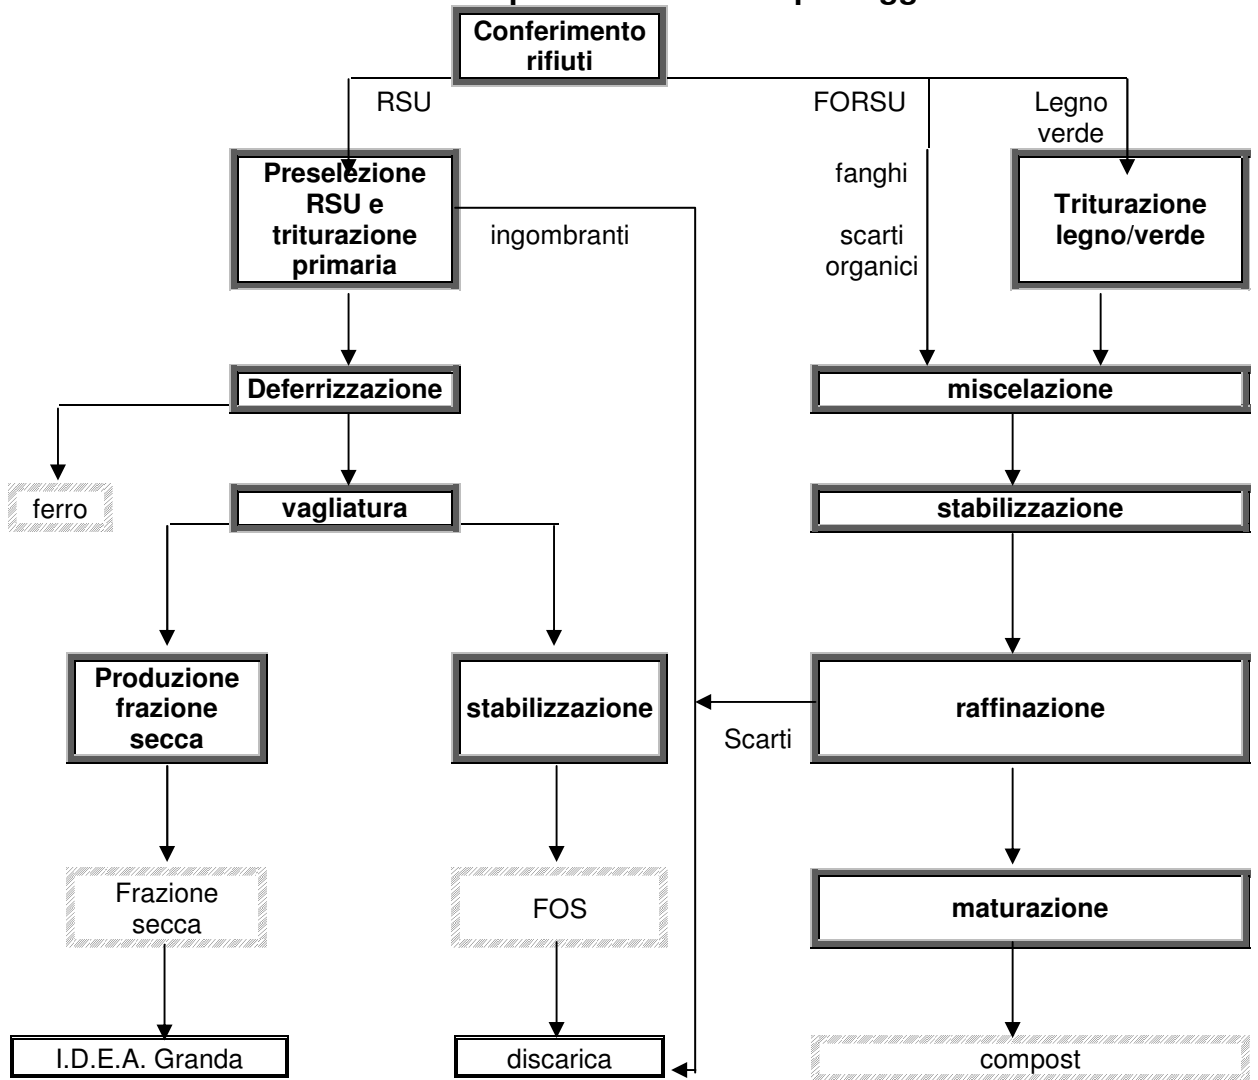 Conferimento
rifiuti
RSU
FORSU
Legno
verde
Preselezione
RSU e
triturazione
primaria
ingombranti
fanghi
scarti
organici
Triturazione
legno/verde
Deferrizzazione
miscelazione
ferro
vagliatura
stabilizzazione
Produzione
frazione
secca
stabilizzazione
Scarti
raffinazione
Frazione
secca
FOS
maturazione
I.D.E.A. Granda
discarica
compost